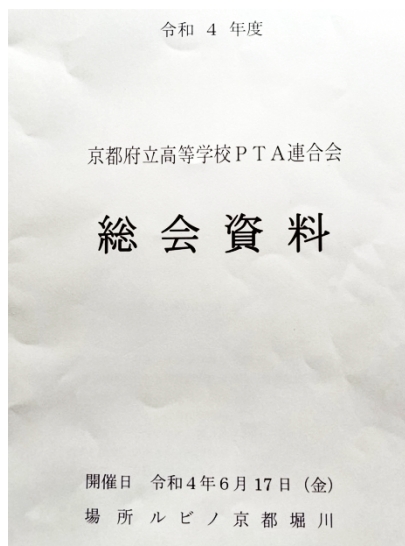 令和 4 年度
京都府立高等学校PTA連合会
総会資料
開催日 令和4年6月17日（金）
場 所 ルビノ京都堀川